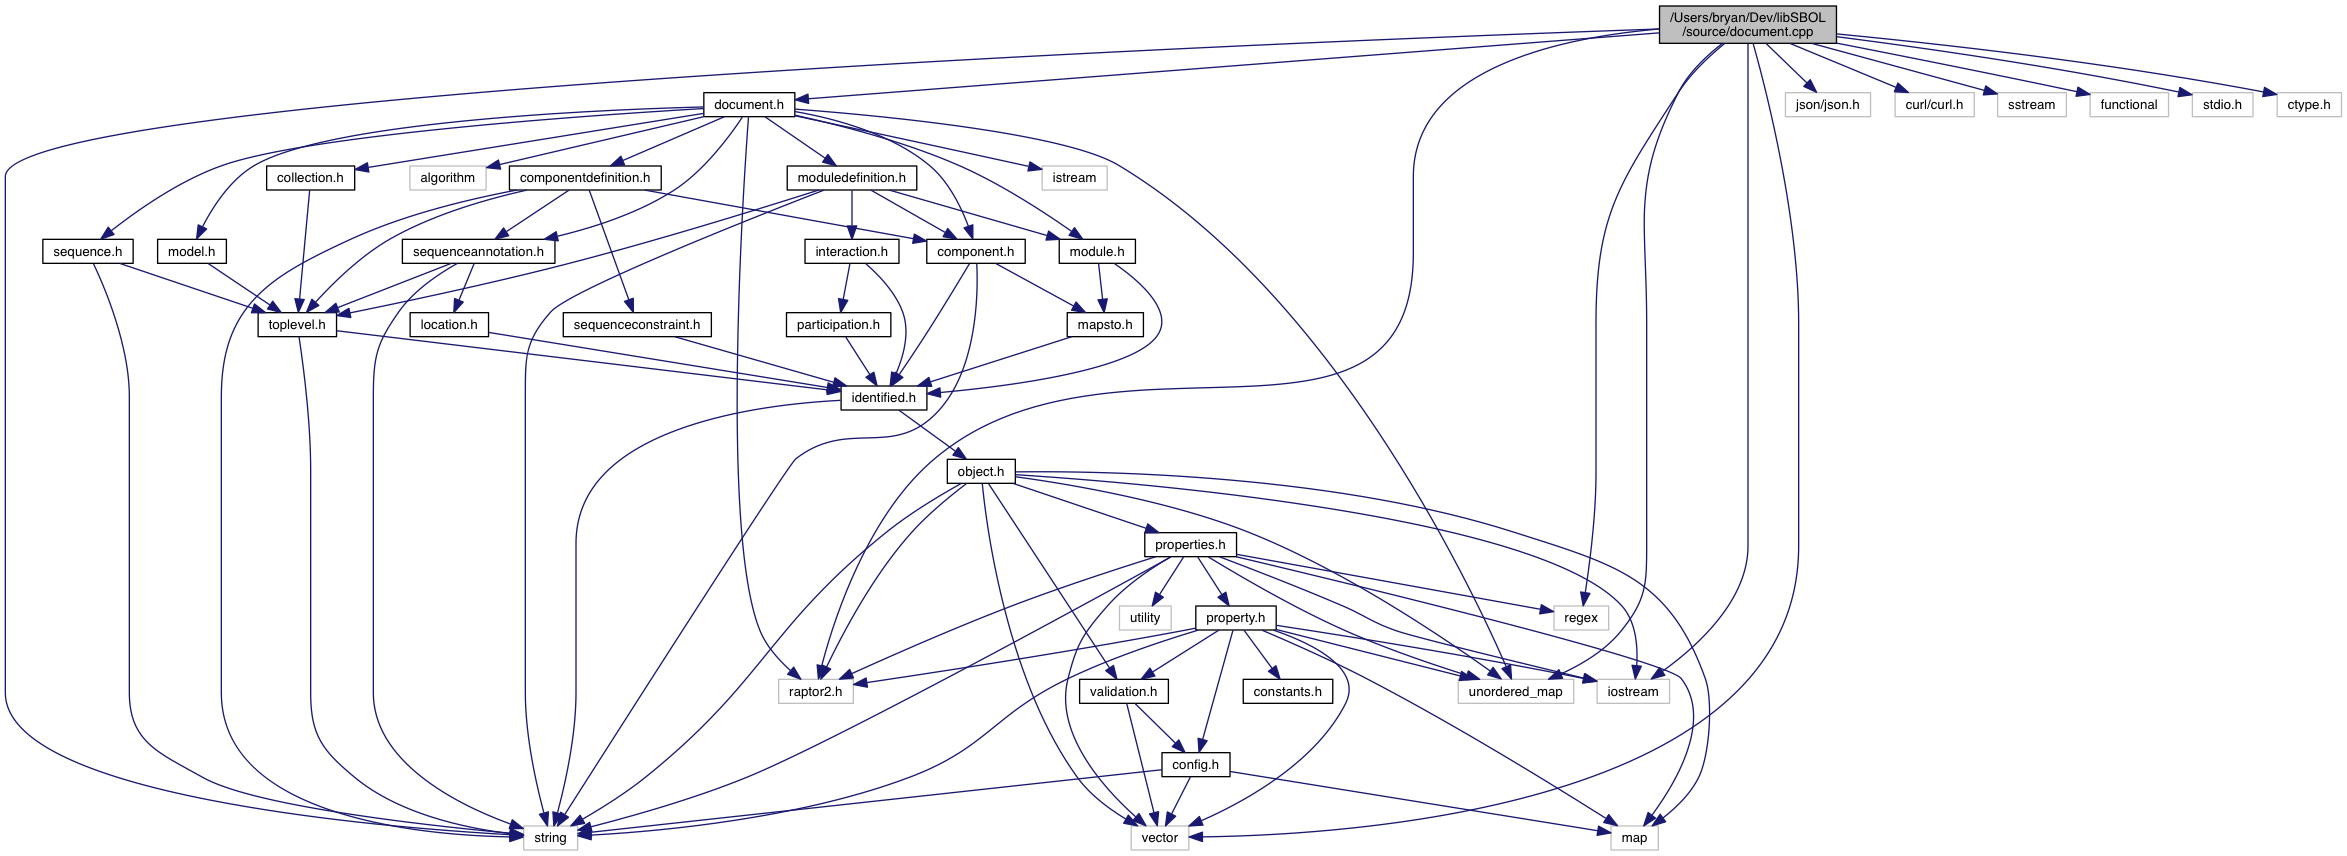 /Users/bryan/Dev/libSBOL
/source/document.cpp
document.h
json/json.h
curl/curl.h
sstream
functional
stdio.h
ctype.h
collection.h
algorithm
componentdefinition.h
moduledefinition.h
istream
sequence.h
model.h
sequenceannotation.h
interaction.h
component.h
module.h
toplevel.h
location.h
sequenceconstraint.h
participation.h
mapsto.h
identified.h
object.h
properties.h
utility
property.h
regex
raptor2.h
validation.h
constants.h
unordered_map
iostream
config.h
string
vector
map